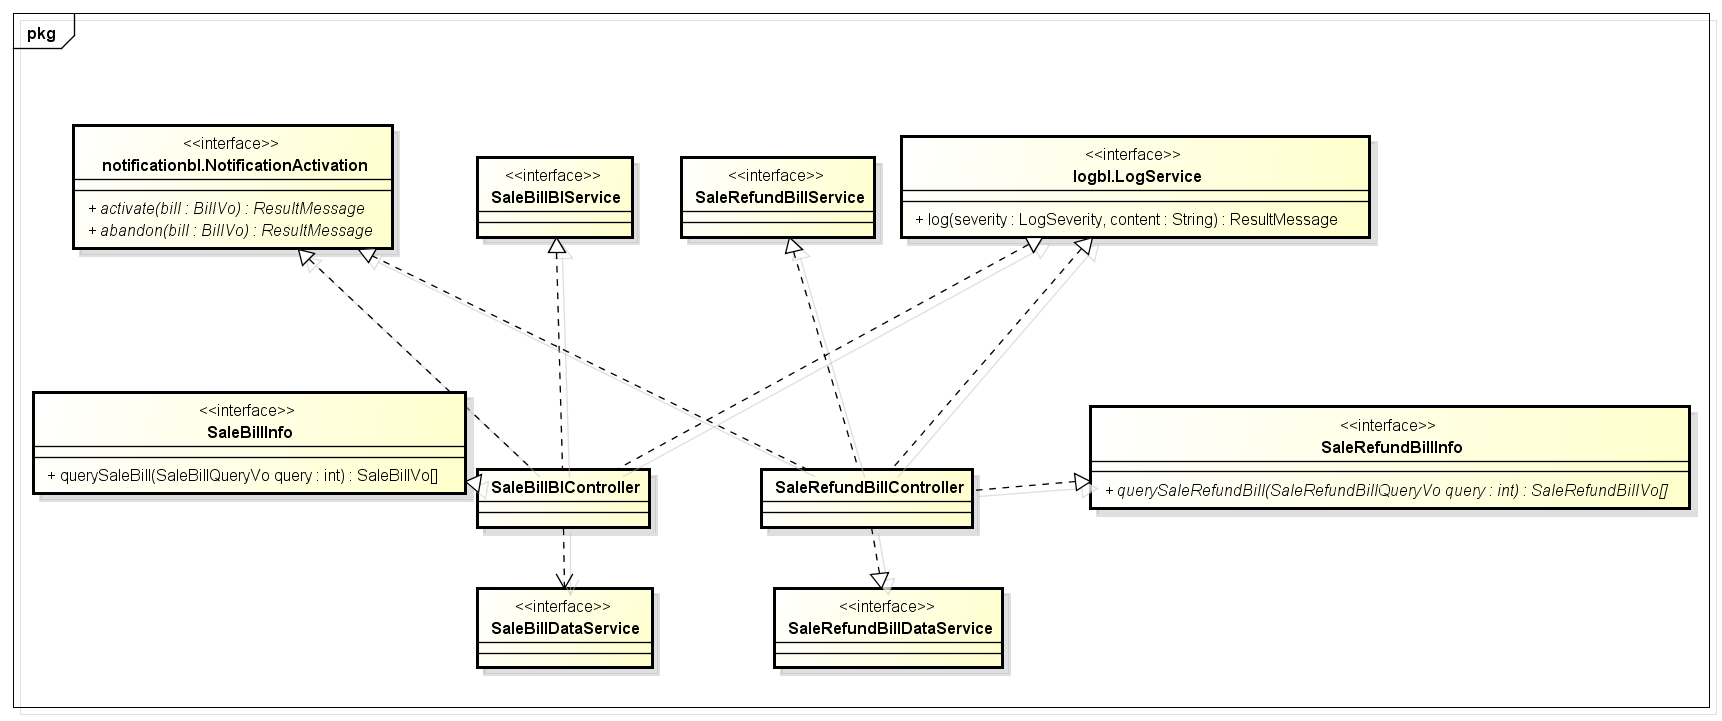 pkg
<<interface>>
notificationbl.NotificationActivation
+ activate(bill : BillVo) : ResultMessage
+ abandon(bill : BillVo) : ResultMessage
<<interface>>
SaleBillBlService
<<interface>>
SaleRefundBillService
<<interface>>
logbl.LogService
+ log(severity : LogSeverity, content : String) : ResultMessage
<<interface>>
SaleBillInfo
+ querySaleBill(SaleBillQueryVo query : int) : SaleBillVo[]
SaleBillBlController
SaleRefundBillController
<<interface>>
SaleRefundBillInfo
+ querySaleRefundBill(SaleRefundBillQueryVo query : int) : SaleRefundBillVo[]
<<interface>>
SaleBillDataService
<<interface>>
SaleRefundBillDataService